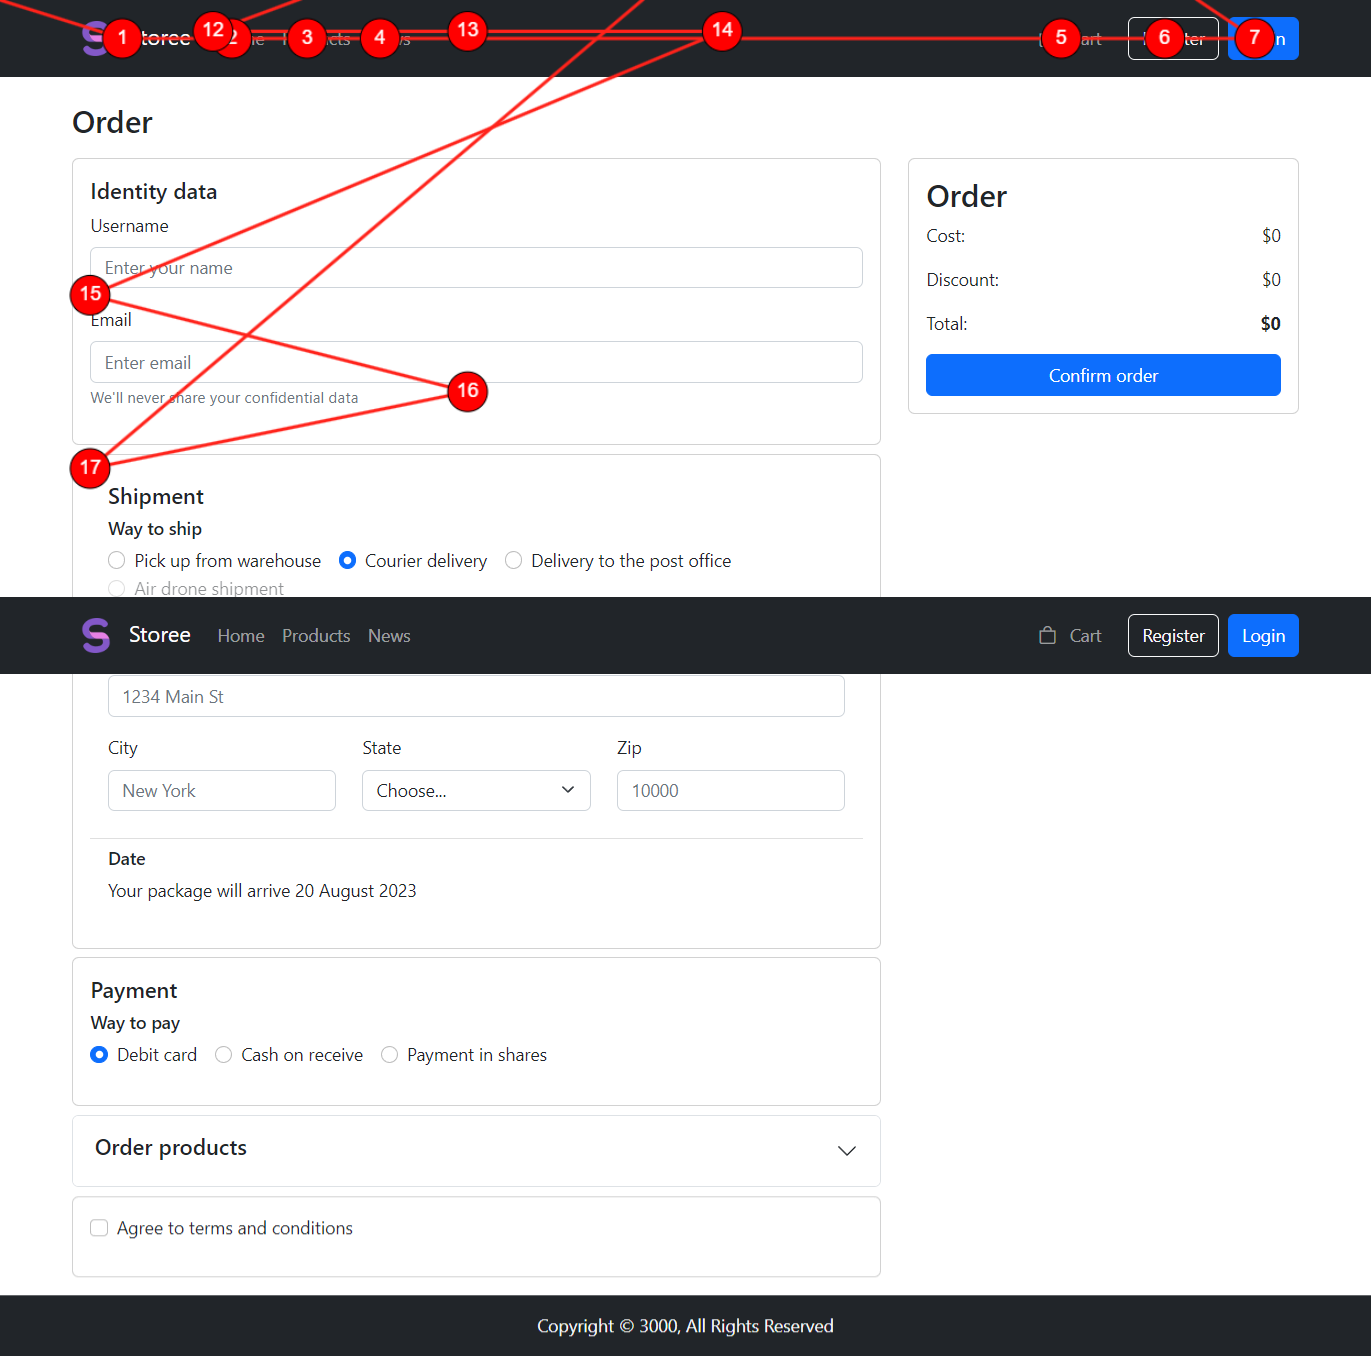 1 Storee 12 2 3 4 13 14 5 6 7
Order
Identity data
Username
Enter your name
15
Email
Enter email
16
We'll never share your confidential data
17
Order
Cost: $0
Discount: $0
Total: $0
Confirm order
Shipment
Way to ship
Pick up from warehouse Courier delivery Delivery to the post office
Air drone shipment
Storee Home Products News Cart Register Login
1234 Main St
City State Zip
New York Choose... 10000
Date
Your package will arrive 20 August 2023
Payment
Way to pay
Debit card Cash on receive Payment in shares
Order products
Agree to terms and conditions
Copyright © 3000, All Rights Reserved